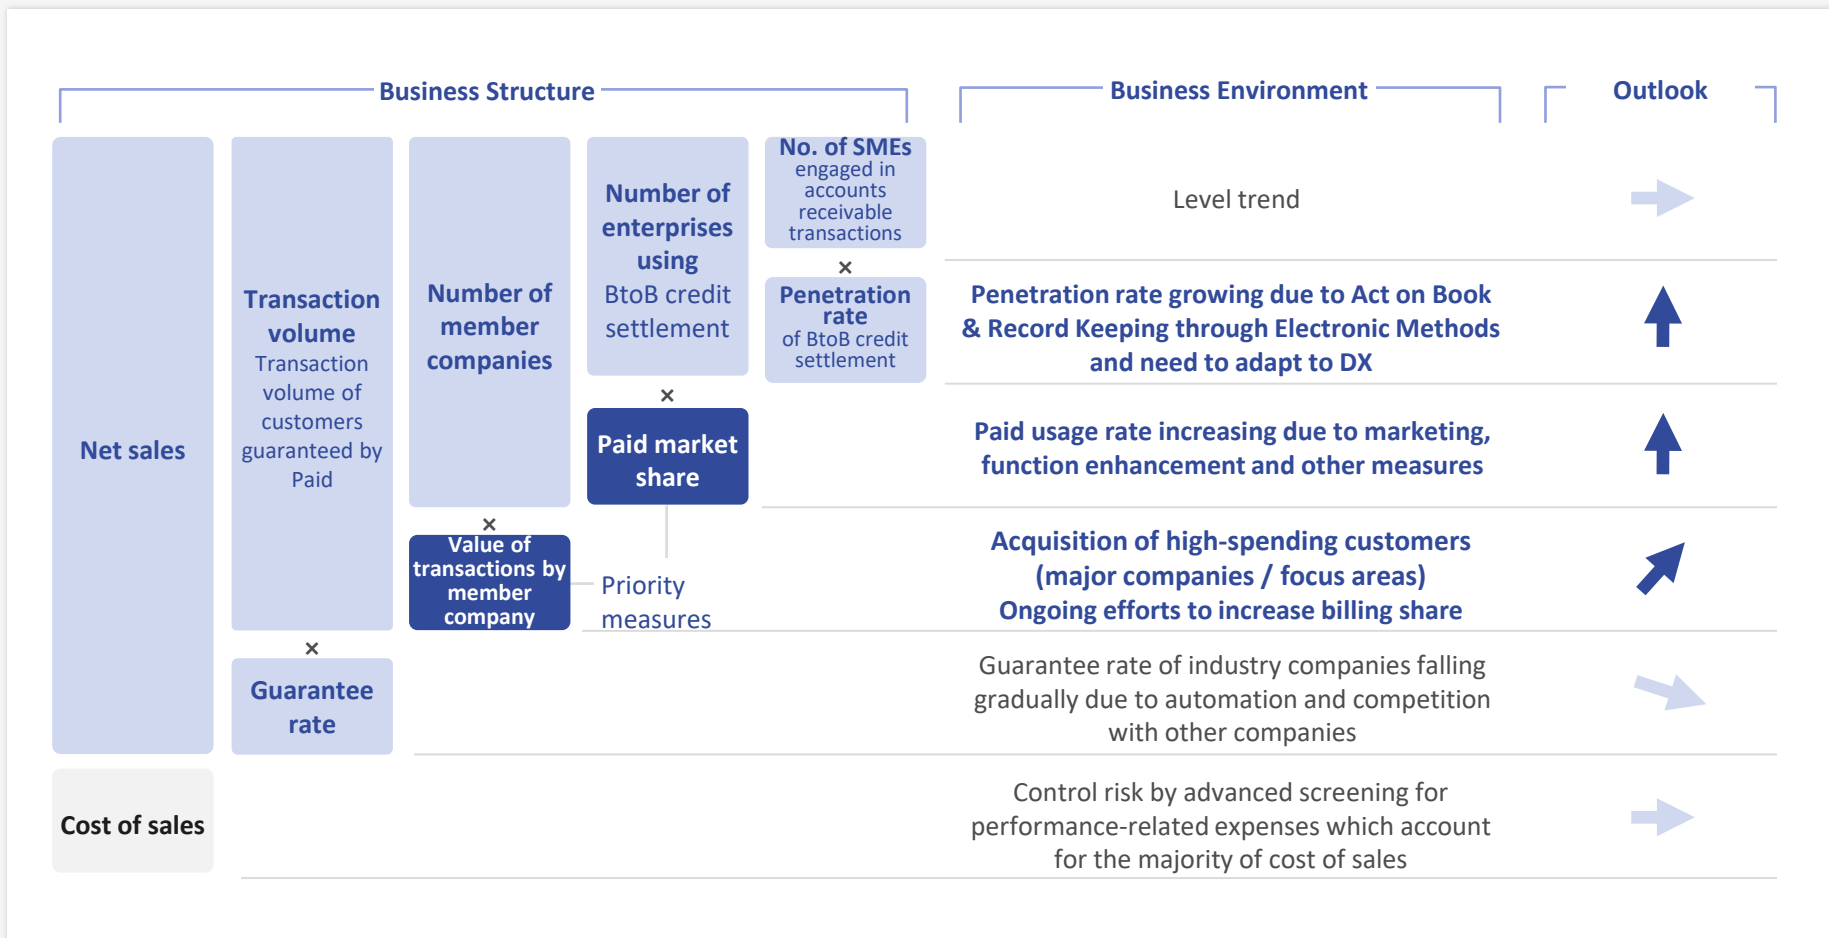 Business Structure
Business Environment
Outlook
Net sales
Transaction
volume
Transaction
volume of
customers
guaranteed by
Paid
×
Guarantee
rate
Number of
member
companies
×
Value of
transactions by
member
company
Number of
enterprises
using
BtoB credit
settlement
×
Paid market
share
Priority
measures
No. of SMEs
engaged in
accounts
receivable
transactions
×
Penetration
rate
of BtoB credit
settlement
Level trend
Penetration rate growing due to Act on Book
& Record Keeping through Electronic Methods
and need to adapt to DX
Paid usage rate increasing due to marketing,
function enhancement and other measures
Acquisition of high-spending customers
(major companies / focus areas)
Ongoing efforts to increase billing share
Guarantee rate of industry companies falling
gradually due to automation and competition
with other companies
Cost of sales
Control risk by advanced screening for
performance-related expenses which account
for the majority of cost of sales